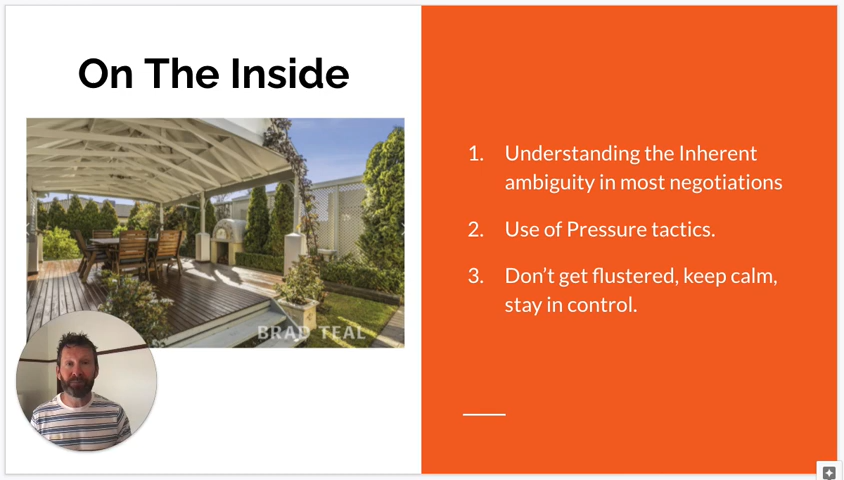 On The Inside
BRAD TEAL
1. Understanding the Inherent
ambiguity in most negotiations
2. Use of Pressure tactics.
3. Don’t get flustered, keep calm,
stay in control.